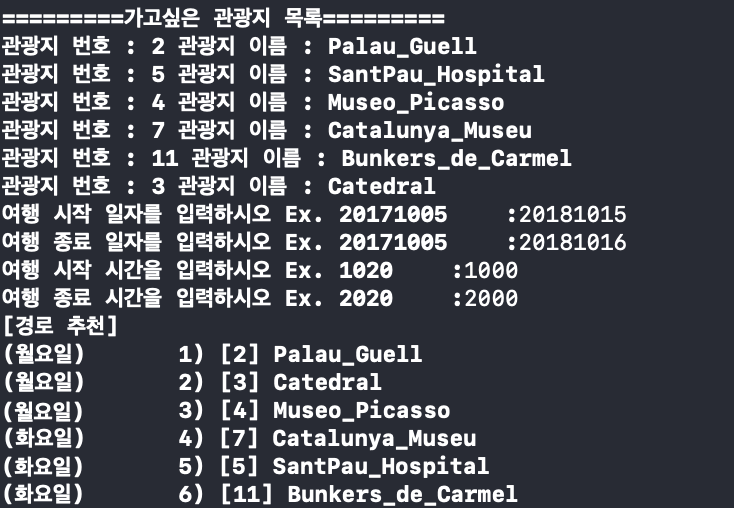 =========가고싶은 관광지 목록=========
관광지 번호 : 2 관광지 이름 : Palau_Guell
관광지 번호 : 5 관광지 이름 : SantPau_Hospital
관광지 번호 : 4 관광지 이름 : Museo_Picasso
관광지 번호 : 7 관광지 이름 : Catalunya_Museu
관광지 번호 : 11 관광지 이름 : Bunkers_de_Carmel
관광지 번호 : 3 관광지 이름 : Catedral
여행 시작 일자를 입력하시오 Ex. 20171005 :20181015
여행 종료 일자를 입력하시오 Ex. 20171005 :20181016
여행 시작 시간을 입력하시오 Ex. 1020 :1000
여행 종료 시간을 입력하시오 Ex. 2020 :2000
[경로 추천]
(월요일) 1) [2] Palau_Guell
(월요일) 2) [3] Catedral
(월요일) 3) [4] Museo_Picasso
(화요일) 4) [7] Catalunya_Museu
(화요일) 5) [5] SantPau_Hospital
(화요일) 6) [11] Bunkers_de_Carmel